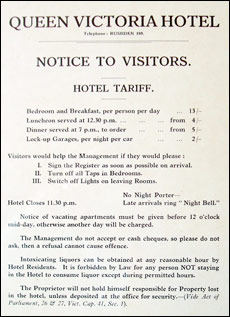 QUEEN VICTORIA HOTEL
Telephone: RUSHDEN 189.
NOTICE TO VISITORS.
HOTEL TARIFF.
Bedroom and Breakfast, per person per day ... 13/-
Luncheon served at 12.30 p.m. ... ... from 4/-
Dinner served at 7 p.m., to order ... from 5/-
Lock-up Garages, per night per car ... ... 2/-
Visitors would help the Management if they would please:
I. Sign the Register as soon as possible on arrival.
II. Turn off all Taps in Bedrooms.
III. Switch off Lights on leaving Rooms.
No Night Porter—
Hotel Closes 11.30 p.m. Late arrivals ring "Night Bell."
Notice of vacating apartments must be given before 12 o'clock
mid-day, otherwise another day will be charged.
The Management do not accept or cash cheques, so please do not
ask, then a refusal cannot cause offence.
Intoxicating liquors can be obtained at any reasonable hour by
Hotel Residents. It is forbidden by Law for any person NOT staying
in the Hotel to consume liquor except during permitted hours.
The Proprietor will not hold himself responsible for Property lost
in the hotel, unless deposited at the office for security.—(Vide Act of
Parliament, 26 & 27, Vict. Cap. 41, Sec. 1).